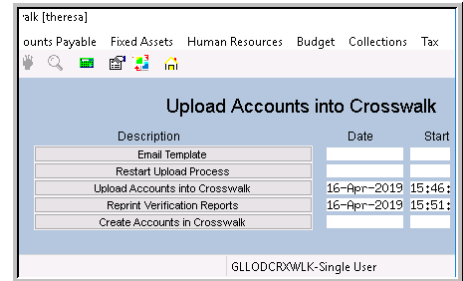 alk [theresa]
ounts Payable Fixed Assets Human Resources Budget Collections Tax
Upload Accounts into Crosswalk
Description Date Start
Email Template
Restart Upload Process
Upload Accounts into Crosswalk 16-Apr-2019 15:46:
Reprint Verification Reports 16-Apr-2019 15:51:
Create Accounts in Crosswalk
GLLODCRXWLK-Single User